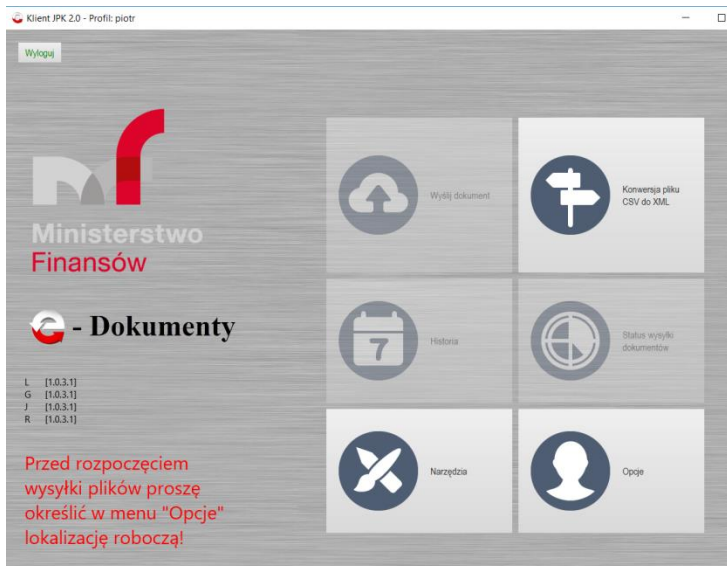 Klient JPK 2.0 - Profil: piotr
Wyloguj
Ministerstwo
Finansów
e - Dokumenty
L [1.0.3.1]
G [1.0.3.1]
J [1.0.3.1]
R [1.0.3.1]
Przed rozpoczęciem
wysyłki plików proszę
określić w menu "Opcje"
lokalizację roboczą!
Wyślij dokument
Konwersja pliku
CSV do XML
7
Historia
Status wysyłki
dokumentów
Narzędzia
Opcje